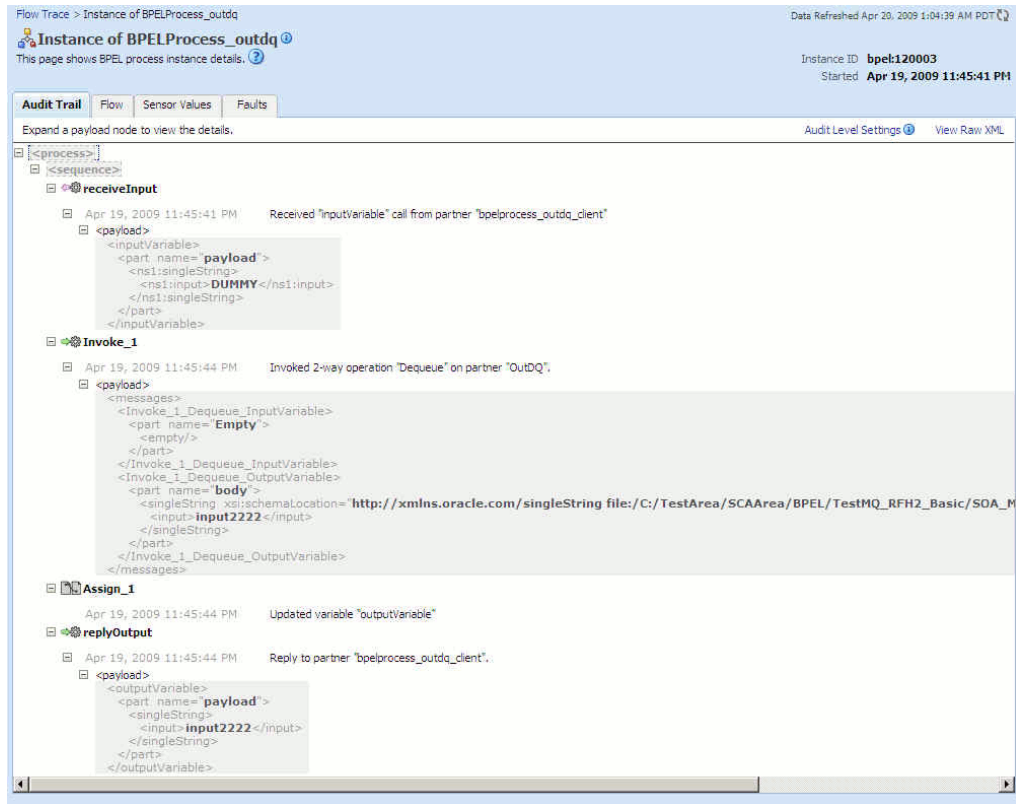 Flow Trace > Instance of BPELProcess_outdq
Data Refreshed Apr 20, 2009 1:04:39 AM PDT
Instance of BPELProcess_outdq
This page shows BPEL process instance details.
Instance ID bpel:120003
Started Apr 19, 2009 11:45:41 PM
Audit Trail Flow Sensor Values Faults
Expand a payload node to view the details.
Audit Level Settings View Raw XML
<process>
<sequence>
receiveInput
Apr 19, 2009 11:45:41 PM Received "inputVariable" call from partner "bpelprocess_outdq_client"
<payload>
<inputVariable>
<part name="payload">
<ns1:singleString>
<ns1:input>DUMMY</ns1:input>
</ns1:singleString>
</part>
</inputVariable>
Invoke_1
Apr 19, 2009 11:45:44 PM Invoked 2-way operation "Dequeue" on partner "OutDQ".
<payload>
<messages>
<Invoke_1_Dequeue_InputVariable>
<part name="Empty">
<empty/>
</part>
</Invoke_1_Dequeue_InputVariable>
<Invoke_1_Dequeue_OutputVariable>
<part name="body">
<singleString xsi:schemaLocation="http://xmlns.oracle.com/singleString file:/C:/TestArea/SCAArea/BPEL/TestMQ_RFH2_Basic/SOA_M
<input>input2222</input>
</singleString>
</part>
</Invoke_1_Dequeue_OutputVariable>
</messages>
Assign_1
Apr 19, 2009 11:45:44 PM Updated variable "outputVariable"
replyOutput
Apr 19, 2009 11:45:44 PM Reply to partner "bpelprocess_outdq_client".
<payload>
<outputVariable>
<part name="payload">
<singleString>
<input>input2222</input>
</singleString>
</part>
</outputVariable>